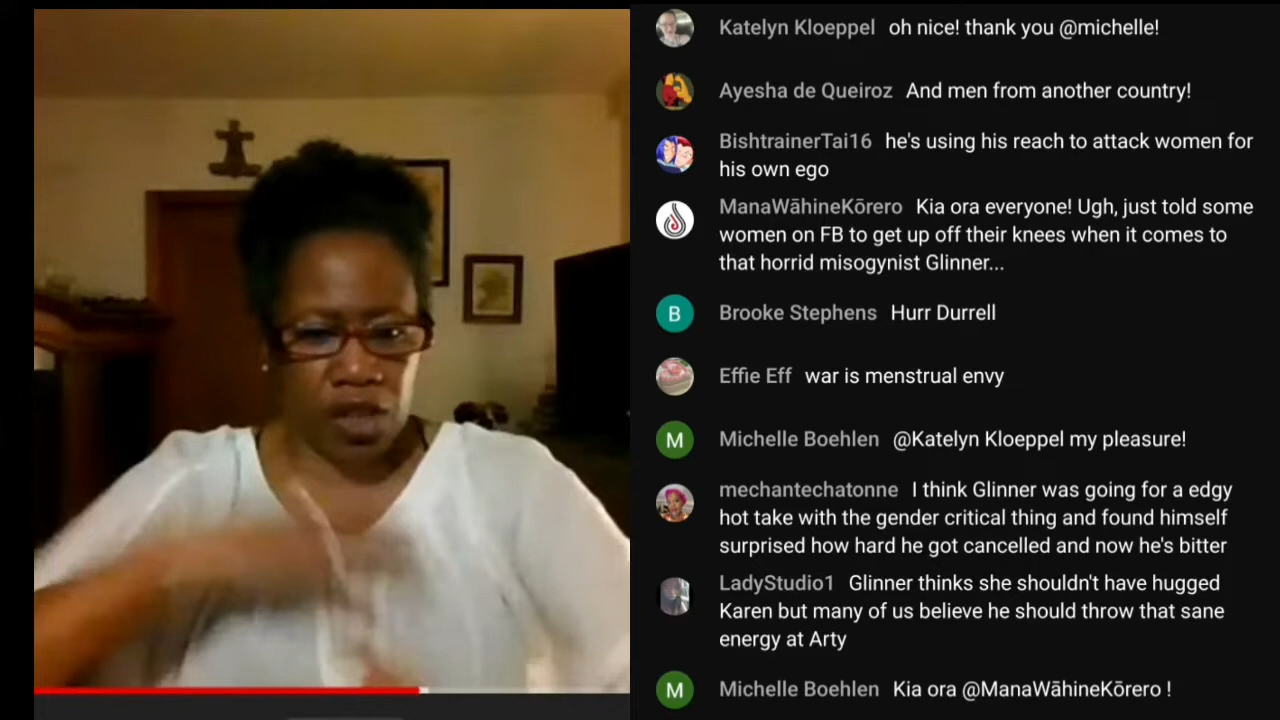 Katelyn Kloeppel oh nice! thank you @michelle!
Ayesha de Queiroz And men from another country!
BishtrainerTai16 he's using his reach to attack women for
his own ego
ManaWāhineKōrero Kia ora everyone! Ugh, just told some
women on FB to get up off their knees when it comes to
that horrid misogynist Glinner...
B
Brooke Stephens Hurr Durrell
Effie Eff war is menstrual envy
M
Michelle Boehlen @Katelyn Kloeppel my pleasure!
mechantechatonne I think Glinner was going for a edgy
hot take with the gender critical thing and found himself
surprised how hard he got cancelled and now he's bitter
LadyStudio1 Glinner thinks she shouldn't have hugged
Karen but many of us believe he should throw that sane
energy at Arty
M
Michelle Boehlen Kia ora @ManaWāhineKōrero !